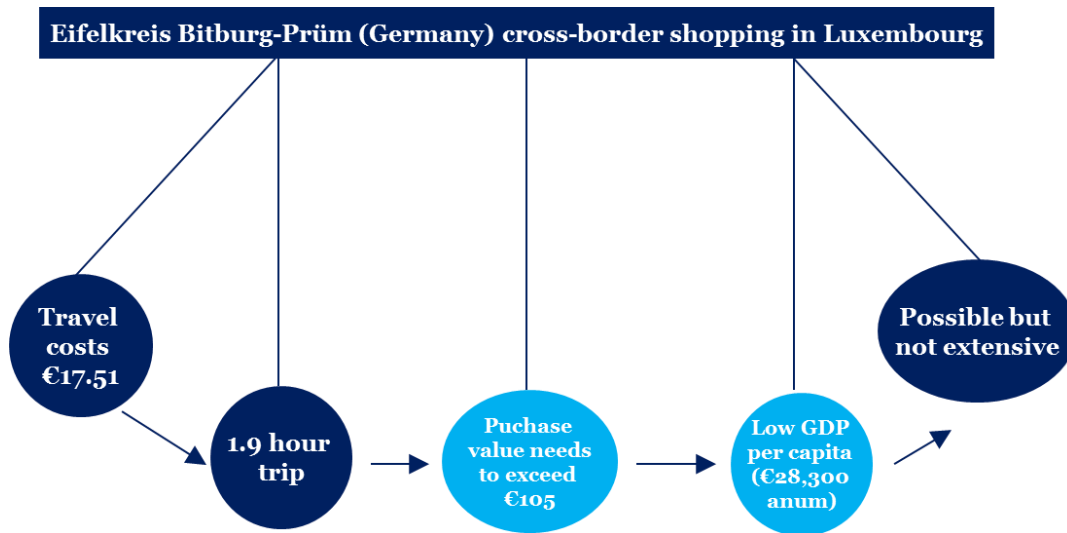 Eifelkreis Bitburg-Prüm (Germany) cross-border shopping in Luxembourg
Travel
costs
€17.51
1.9 hour
trip
Puchase
value needs
to exceed
€105
Low GDP
per capita
(€28,300
anum)
Possible but
not extensive